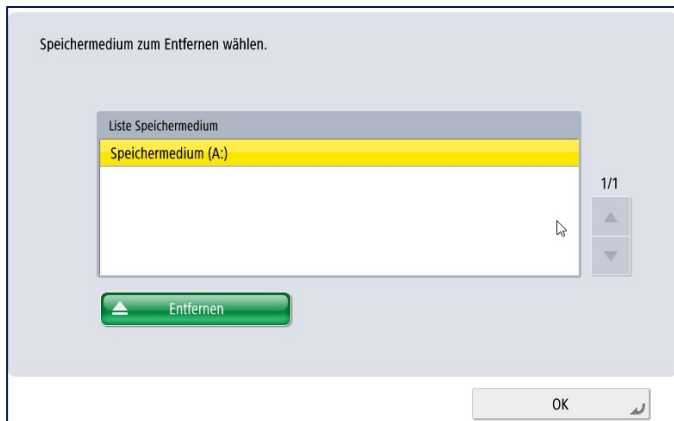 Speichermedium zum Entfernen wählen.
Liste Speichermedium
Speichermedium (A:)
1/1
Entfernen
OK